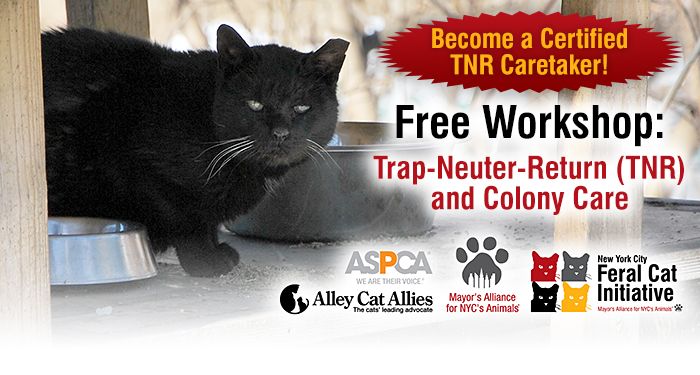 Become a Certified
TNR Caretaker!
Free Workshop:
Trap-Neuter-Return (TNR)
and Colony Care
ASPCA
WE ARE THEIR VOICE.
Alley Cat Allies
The cats' leading advocate
Mayor's Alliance
for NYC's Animals
New York City
Feral Cat
Initiative
Mayor's Alliance for NYC's Animals